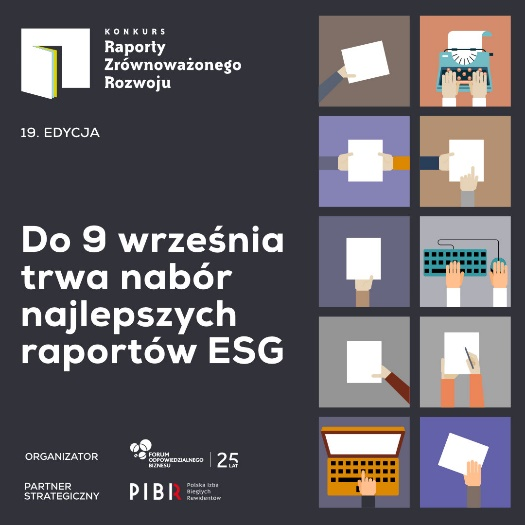 KONKURS
Raporty
Zrównoważonego
Rozwoju
19. EDYCJA
Do 9 września
trwa nabór
najlepszych
raportów ESG
ORGANIZATOR
FORUM
ODPOWIEDZIALNEGO
BIZNESU
25
LAT
PARTNER
STRATEGICZNY
PIBR
Polska Izba
Biegłych
Rewidentów